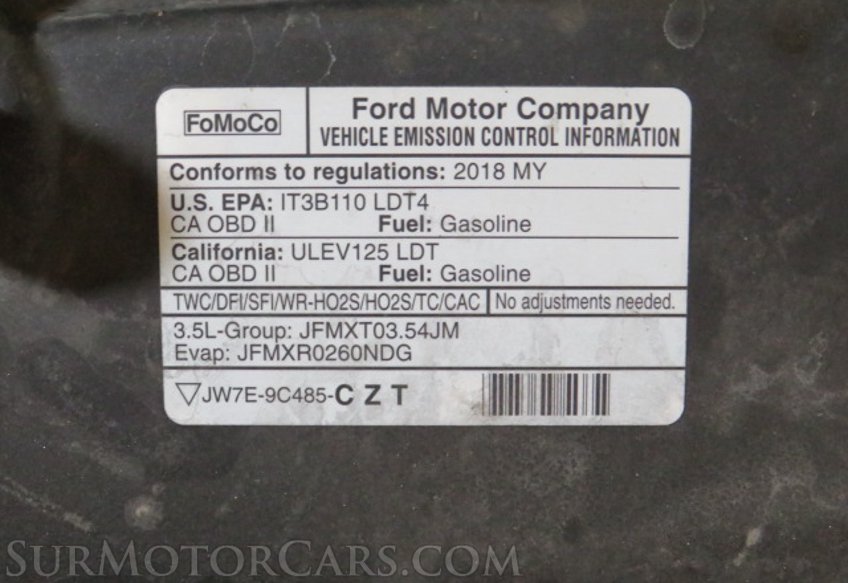 FoMoCo
Ford Motor Company
VEHICLE EMISSION CONTROL INFORMATION
Conforms to regulations: 2018 MY
U.S. EPA: IT3B110 LDT4
CA OBD II Fuel: Gasoline
California: ULEV125 LDT
CA OBD II Fuel: Gasoline
TWC/DFI/SFI/WR-HO2S/HO2S/TC/CAC No adjustments needed.
3.5L-Group: JFMXT03.54JM
Evap: JFMXR0260NDG
JW7E-9C485-C Z T
SurMotorCars.com